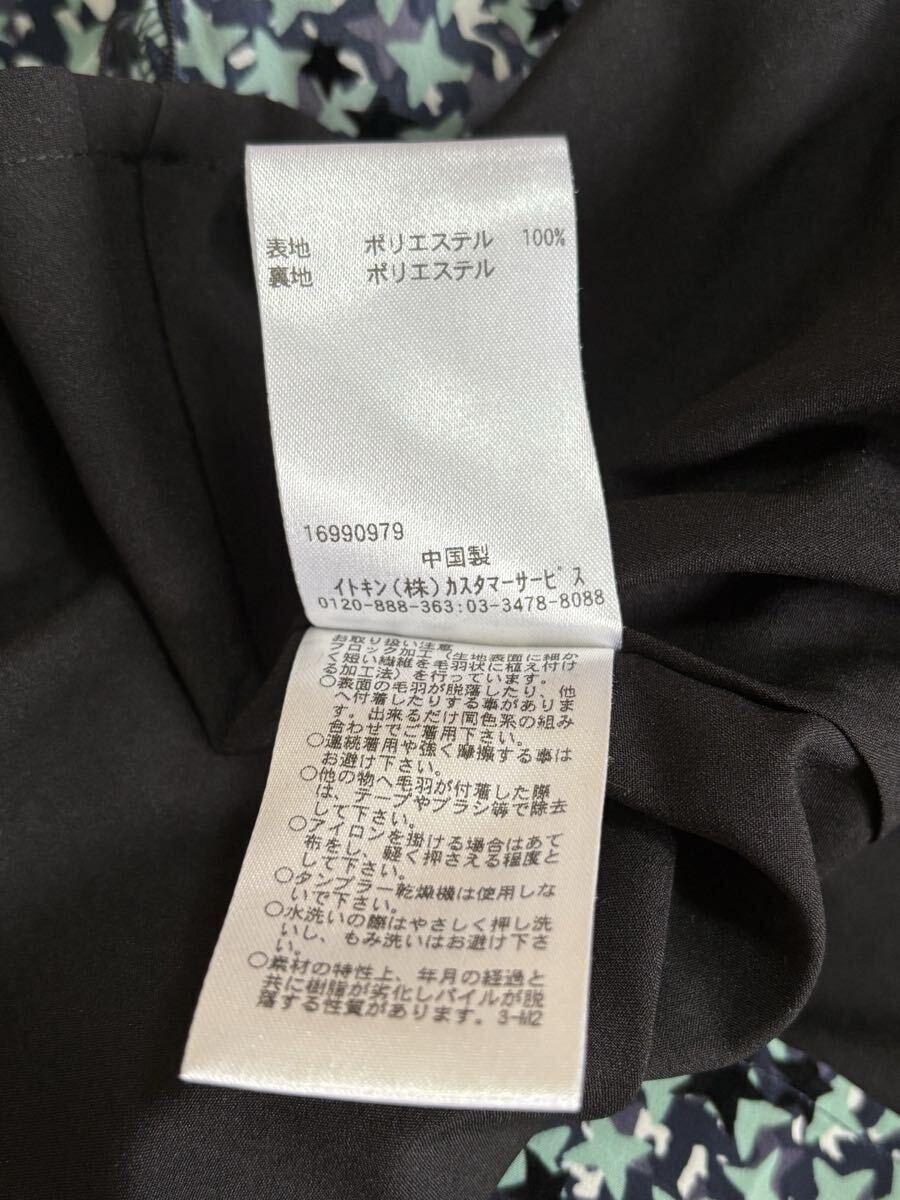 表地 ポリエステル 100%
裏地 ポリエステル
16990979
中国製
イトキン(株)カスタマーサービス
0120-888-363:03-3478-8088
お取り扱い注意
フロック加工(生地表面に細か
く短い繊維を毛羽状に植え付け
る加工法)を行っています。
○表面の毛羽が脱落したり、他
へ付着したりする事がありま
す。出来るだけ同色系の組み
合わせでご着用下さい。
○連続着用や強く摩擦する事は
お避け下さい。
○他の物へ毛羽が付着した際
は、テープやブラシ等で除去
して下さい。
○アイロンを掛ける場合はあて
布をし、軽く押さえる程度と
して下さい。
○タンブラー乾燥機は使用しな
いで下さい。
○水洗いの際はやさしく押し洗
いし、もみ洗いはお避け下さ
い。
○素材の特性上、年月の経過と
共に樹脂が劣化しパイルが脱
落する性質があります。3-M2